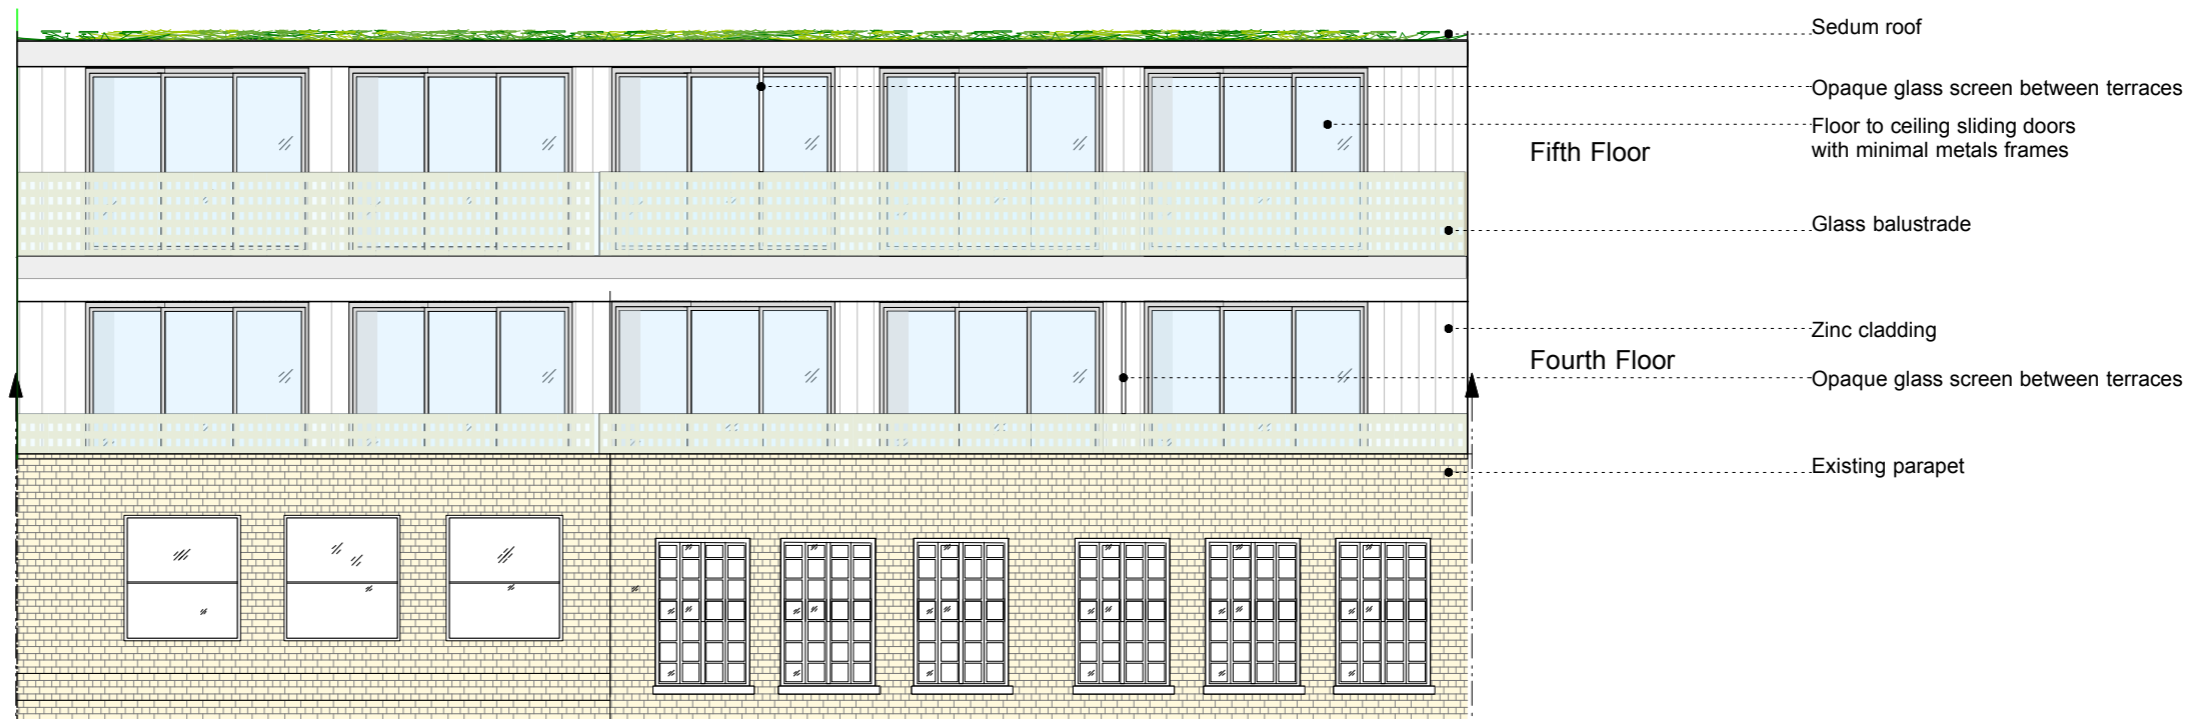 Sedum roof
Opaque glass screen between terraces
Floor to ceiling sliding doors
with minimal metals frames
Fifth Floor
Glass balustrade
Zinc cladding
Fourth Floor
Opaque glass screen between terraces
Existing parapet